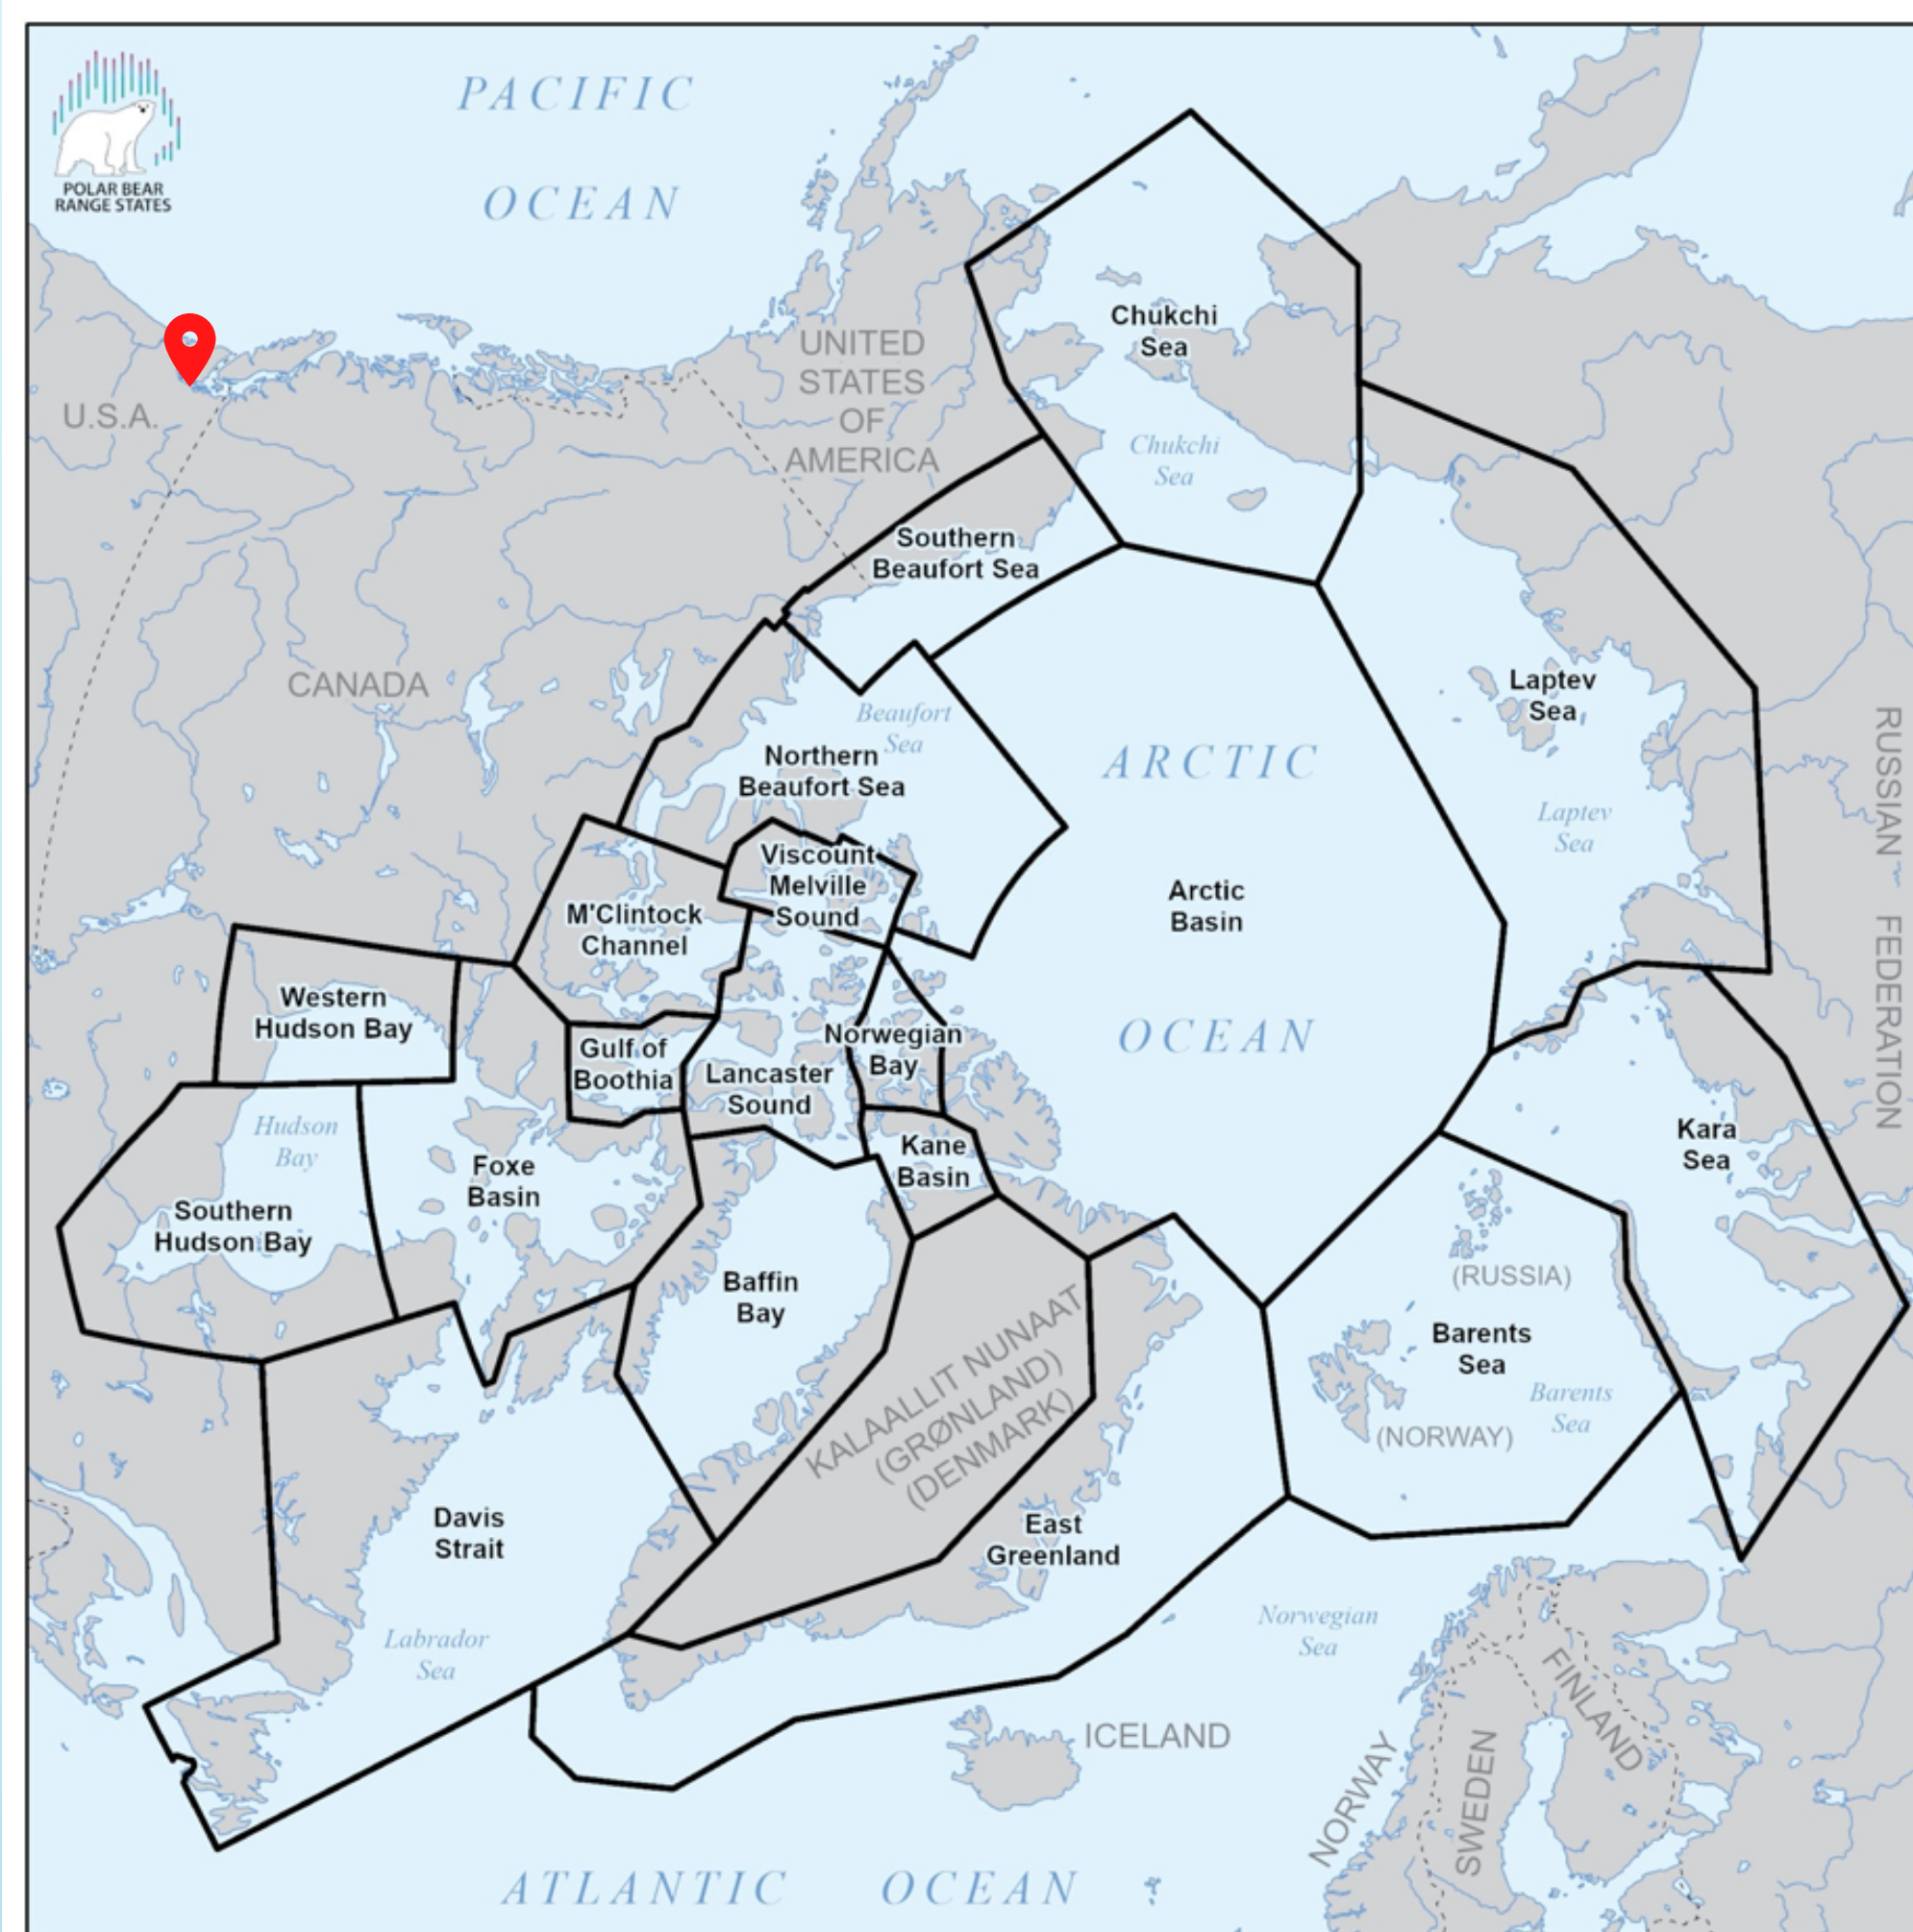 PACIFIC
OCEAN
POLAR BEAR
RANGE STATES
Chukchi
Sea
UNITED
STATES
OF
AMERICA
U.S.A.
Chukchi
Sea
Southern
Beaufort Sea
CANADA
Laptev
Sea
Beaufort
Sea
Northern
Beaufort Sea
ARCTIC
Laptev
Sea
RUSSIAN
FEDERATION
Viscount
Melville
Sound
Arctic
Basin
M'Clintock
Channel
Western
Hudson Bay
Norwegian
Bay
OCEAN
Gulf of
Boothia
Lancaster
Sound
Hudson
Bay
Kane
Basin
Kara
Sea
Foxe
Basin
Southern
Hudson Bay
Baffin
Bay
(RUSSIA)
Barents
Sea
Barents
Sea
(NORWAY)
KALAALLIT NUNAAT
(GRØNLAND)
(DENMARK)
Davis
Strait
East
Greenland
Labrador
Sea
Norwegian
Sea
ICELAND
NORWAY
SWEDEN
FINLAND
ATLANTIC OCEAN